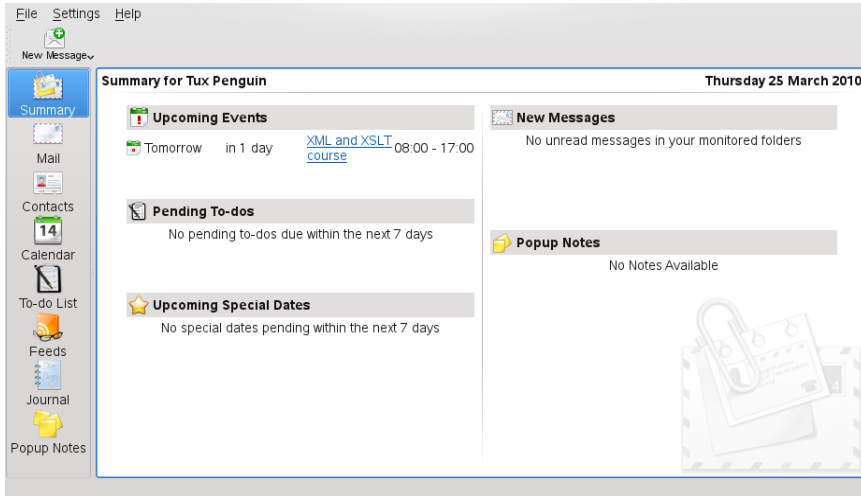 File Settings Help
New Message
Summary
Mail
Contacts
14
Calendar
To-do List
Feeds
Journal
Popup Notes
Summary for Tux Penguin
Thursday 25 March 2010
Upcoming Events
Tomorrow in 1 day XML and XSLT course 08:00 - 17:00
Pending To-dos
No pending to-dos due within the next 7 days
Upcoming Special Dates
No special dates pending within the next 7 days
New Messages
No unread messages in your monitored folders
Popup Notes
No Notes Available